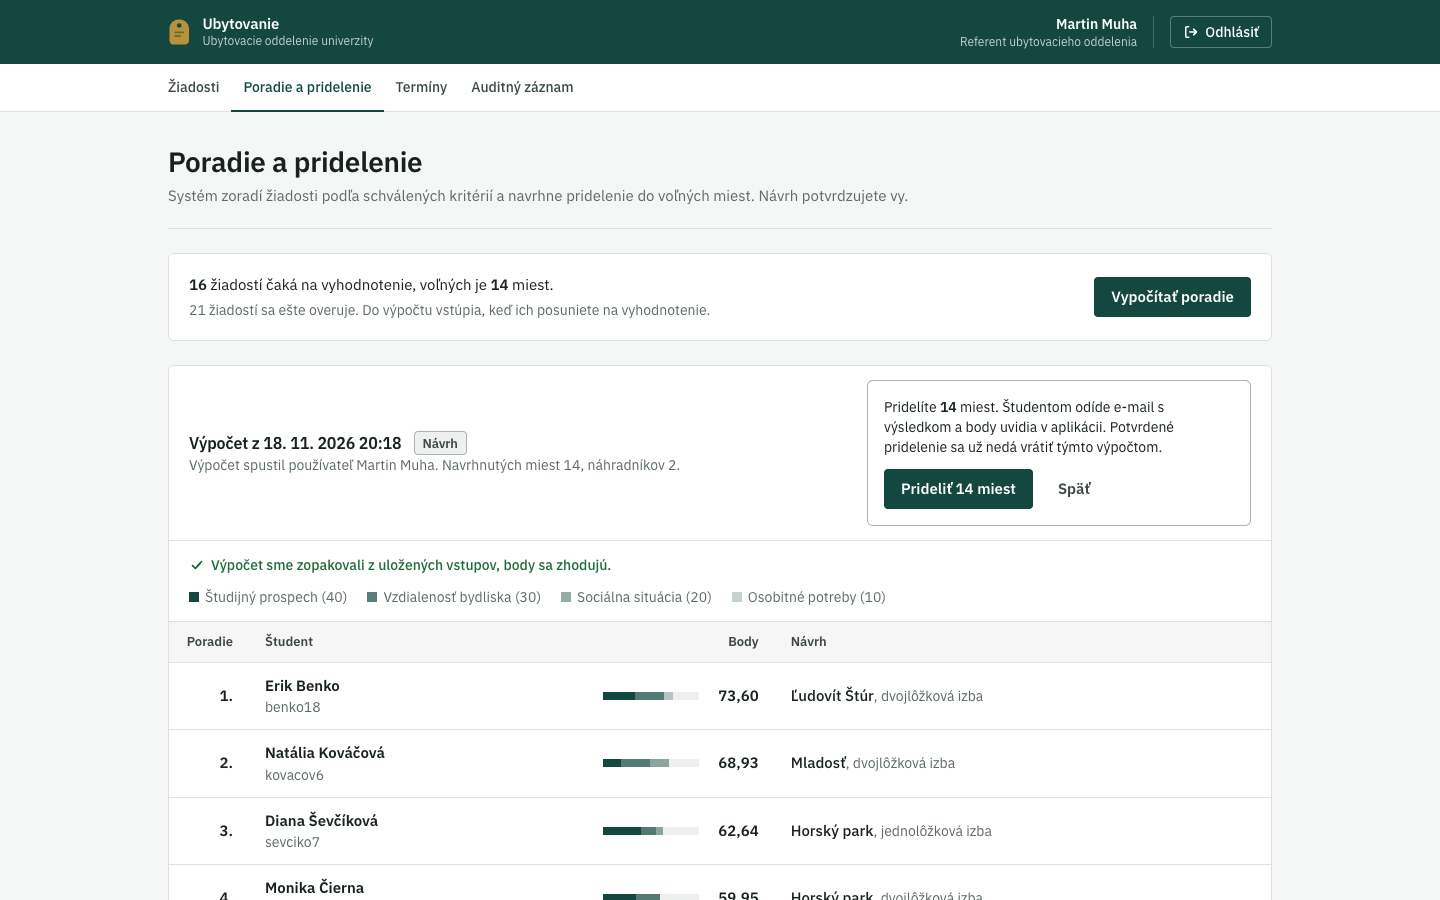 Ubytovanie
Ubytovacie oddelenie univerzity
Martin Muha
Referent ubytovacieho oddelenia
Odhlásiť
Žiadosti
Poradie a pridelenie
Termíny
Auditný záznam
Poradie a pridelenie
Systém zoradí žiadosti podľa schválených kritérií a navrhne pridelenie do voľných miest. Návrh potvrdzujete vy.
16 žiadostí čaká na vyhodnotenie, voľných je 14 miest.
21 žiadostí sa ešte overuje. Do výpočtu vstúpia, keď ich posuniete na vyhodnotenie.
Vypočítať poradie
Výpočet z 18. 11. 2026 20:18
Návrh
Výpočet spustil používateľ Martin Muha. Navrhnutých miest 14, náhradníkov 2.
Pridelíte 14 miest. Študentom odíde e-mail s
výsledkom a body uvidia v aplikácii. Potvrdené
pridelenie sa už nedá vrátiť týmto výpočtom.
Prideliť 14 miest
Späť
Výpočet sme zopakovali z uložených vstupov, body sa zhodujú.
Študijný prospech (40)
Vzdialenosť bydliska (30)
Sociálna situácia (20)
Osobitné potreby (10)
Poradie
Študent
Body
Návrh
1.
Erik Benko
benko18
73,60
Ľudovít Štúr, dvojlôžková izba
2.
Natália Kováčová
kovacov6
68,93
Mladosť, dvojlôžková izba
3.
Diana Ševčíková
sevciko7
62,64
Horský park, jednolôžková izba
4.
Monika Čierna
59,95
Horský park, dvojlôžková izba